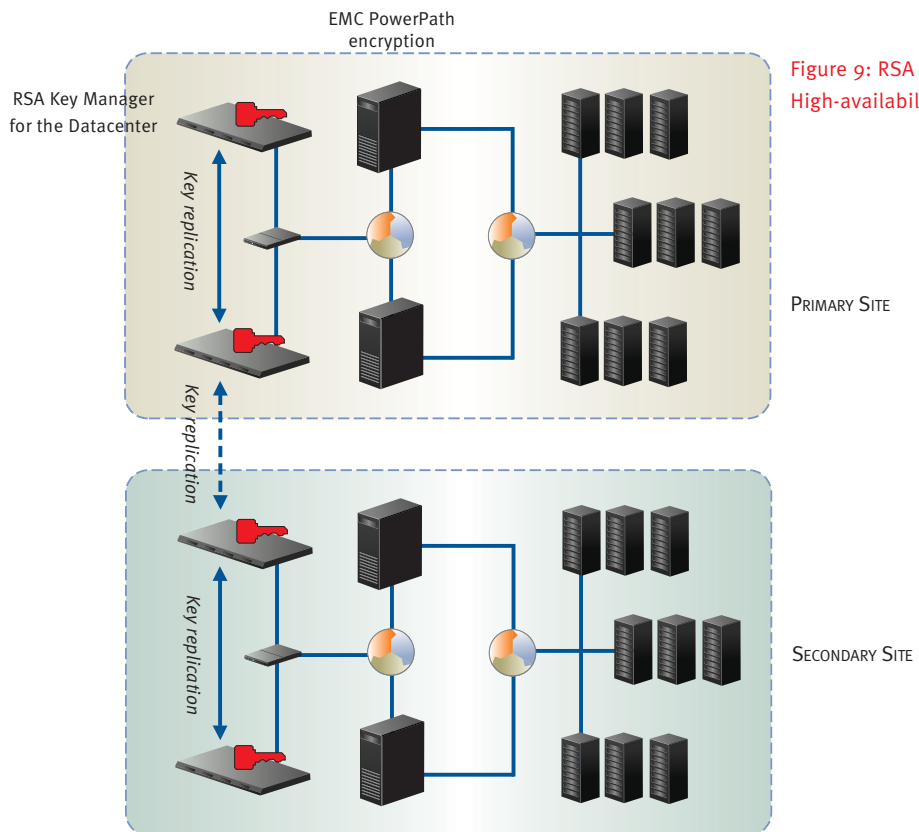 EMC PowerPath
encryption
Figure 9: RSA
High-availabil
RSA Key Manager
for the Datacenter
Key replication
PRIMARY SITE
Key replication
Key replication
SECONDARY SITE